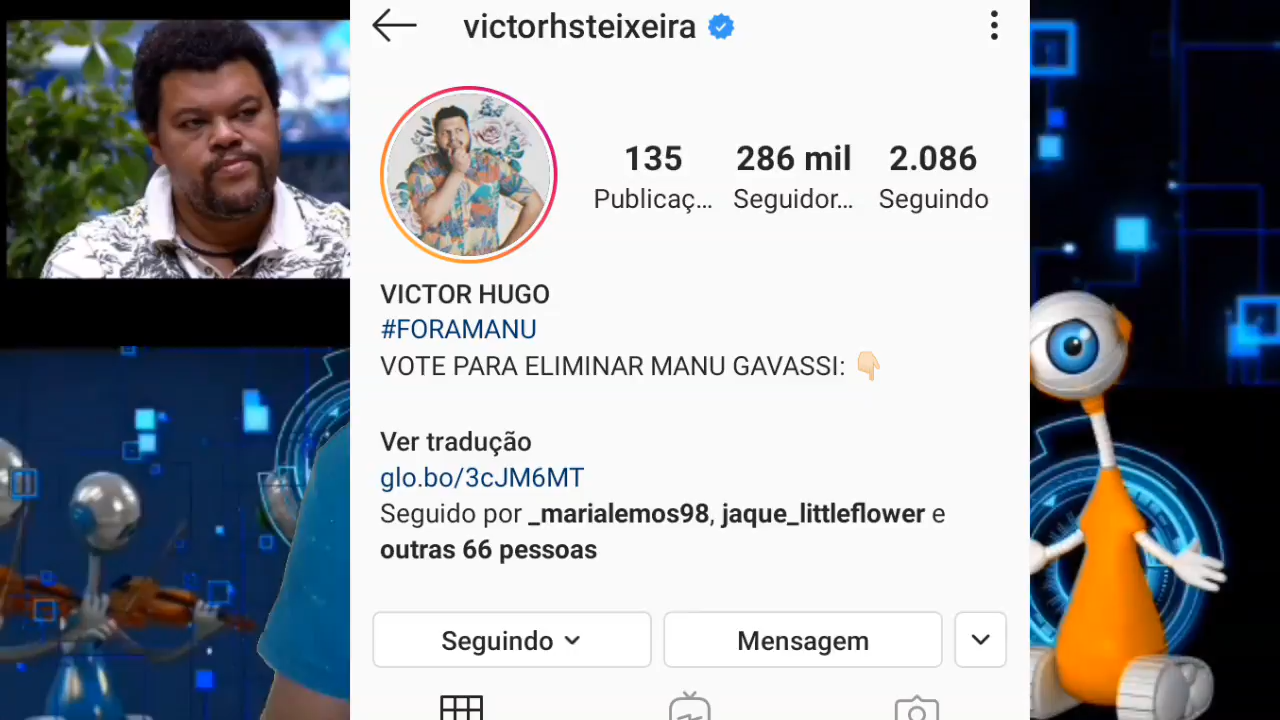 victorhsteixeira
135 286 mil 2.086
Publicaç... Seguidor... Seguindo
VICTOR HUGO
#FORAMANU
VOTE PARA ELIMINAR MANU GAVASSI: 👇🏻
Ver tradução
glo.bo/3cJM6MT
Seguido por _marialemos98, jaque_littleflower e
outras 66 pessoas
Seguindo Mensagem